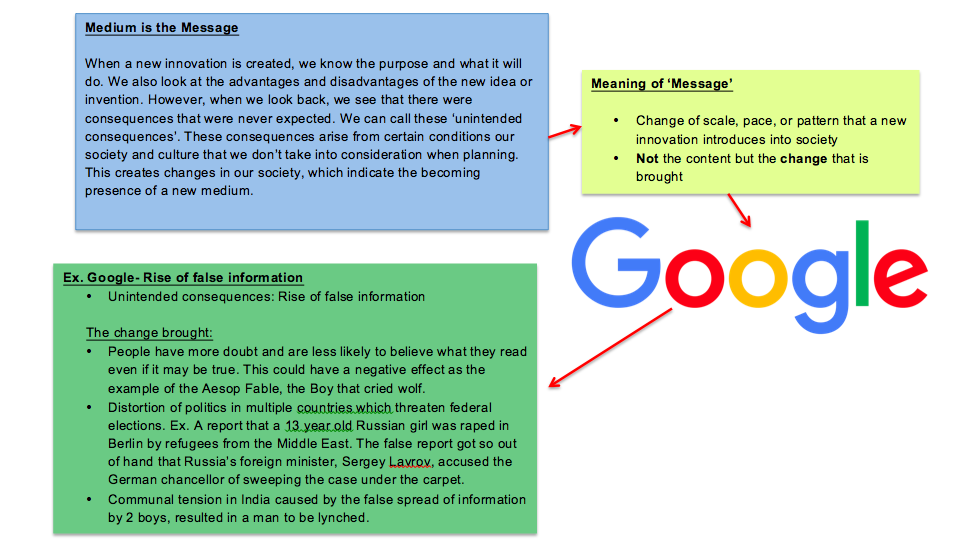 Medium is the Message
When a new innovation is created, we know the purpose and what it will
do. We also look at the advantages and disadvantages of the new idea or
invention. However, when we look back, we see that there were
consequences that were never expected. We can call these ‘unintended
consequences’. These consequences arise from certain conditions our
society and culture that we don’t take into consideration when planning.
This creates changes in our society, which indicate the becoming
presence of a new medium.
Meaning of ‘Message’
• Change of scale, pace, or pattern that a new
innovation introduces into society
• Not the content but the change that is
brought
Google
Ex. Google- Rise of false information
• Unintended consequences: Rise of false information
The change brought:
• People have more doubt and are less likely to believe what they read
even if it may be true. This could have a negative effect as the
example of the Aesop Fable, the Boy that cried wolf.
• Distortion of politics in multiple countries which threaten federal
elections. Ex. A report that a 13 year old Russian girl was raped in
Berlin by refugees from the Middle East. The false report got so out
of hand that Russia's foreign minister, Sergey Lavrov, accused the
German chancellor of sweeping the case under the carpet.
• Communal tension in India caused by the false spread of information
by 2 boys, resulted in a man to be lynched.